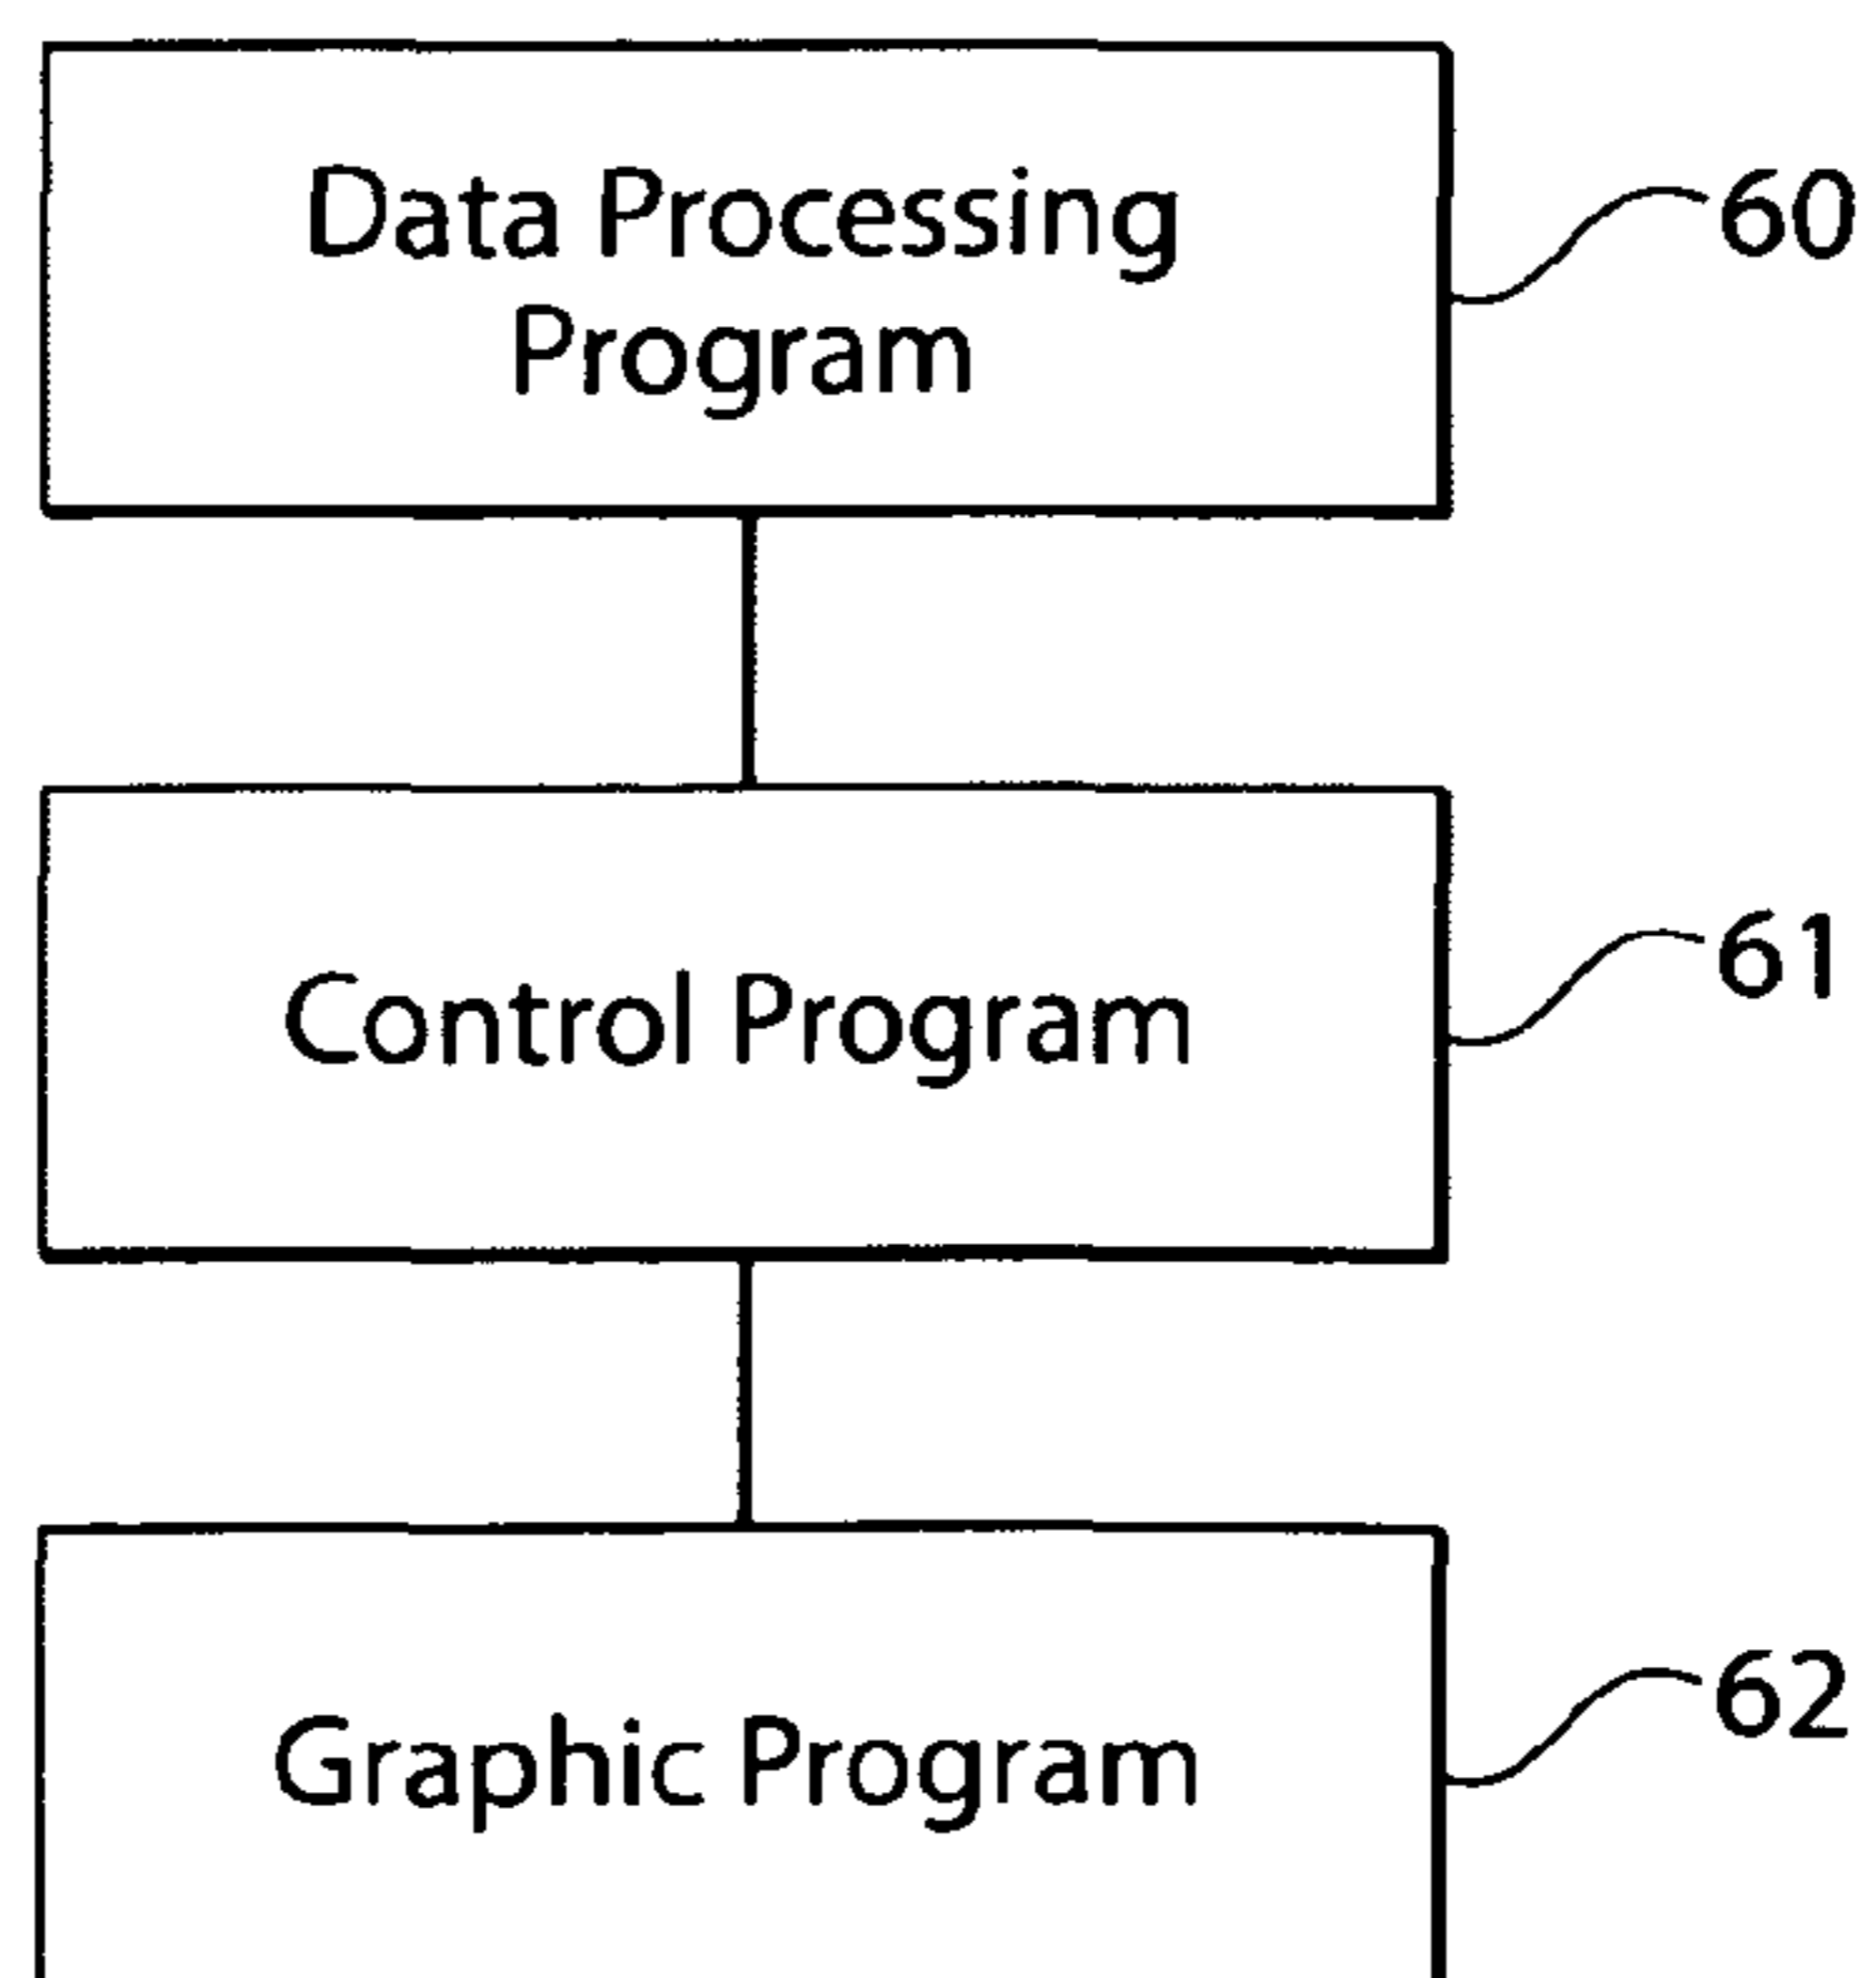 Data Processing
Program
60
Control Program
61
Graphic Program
62